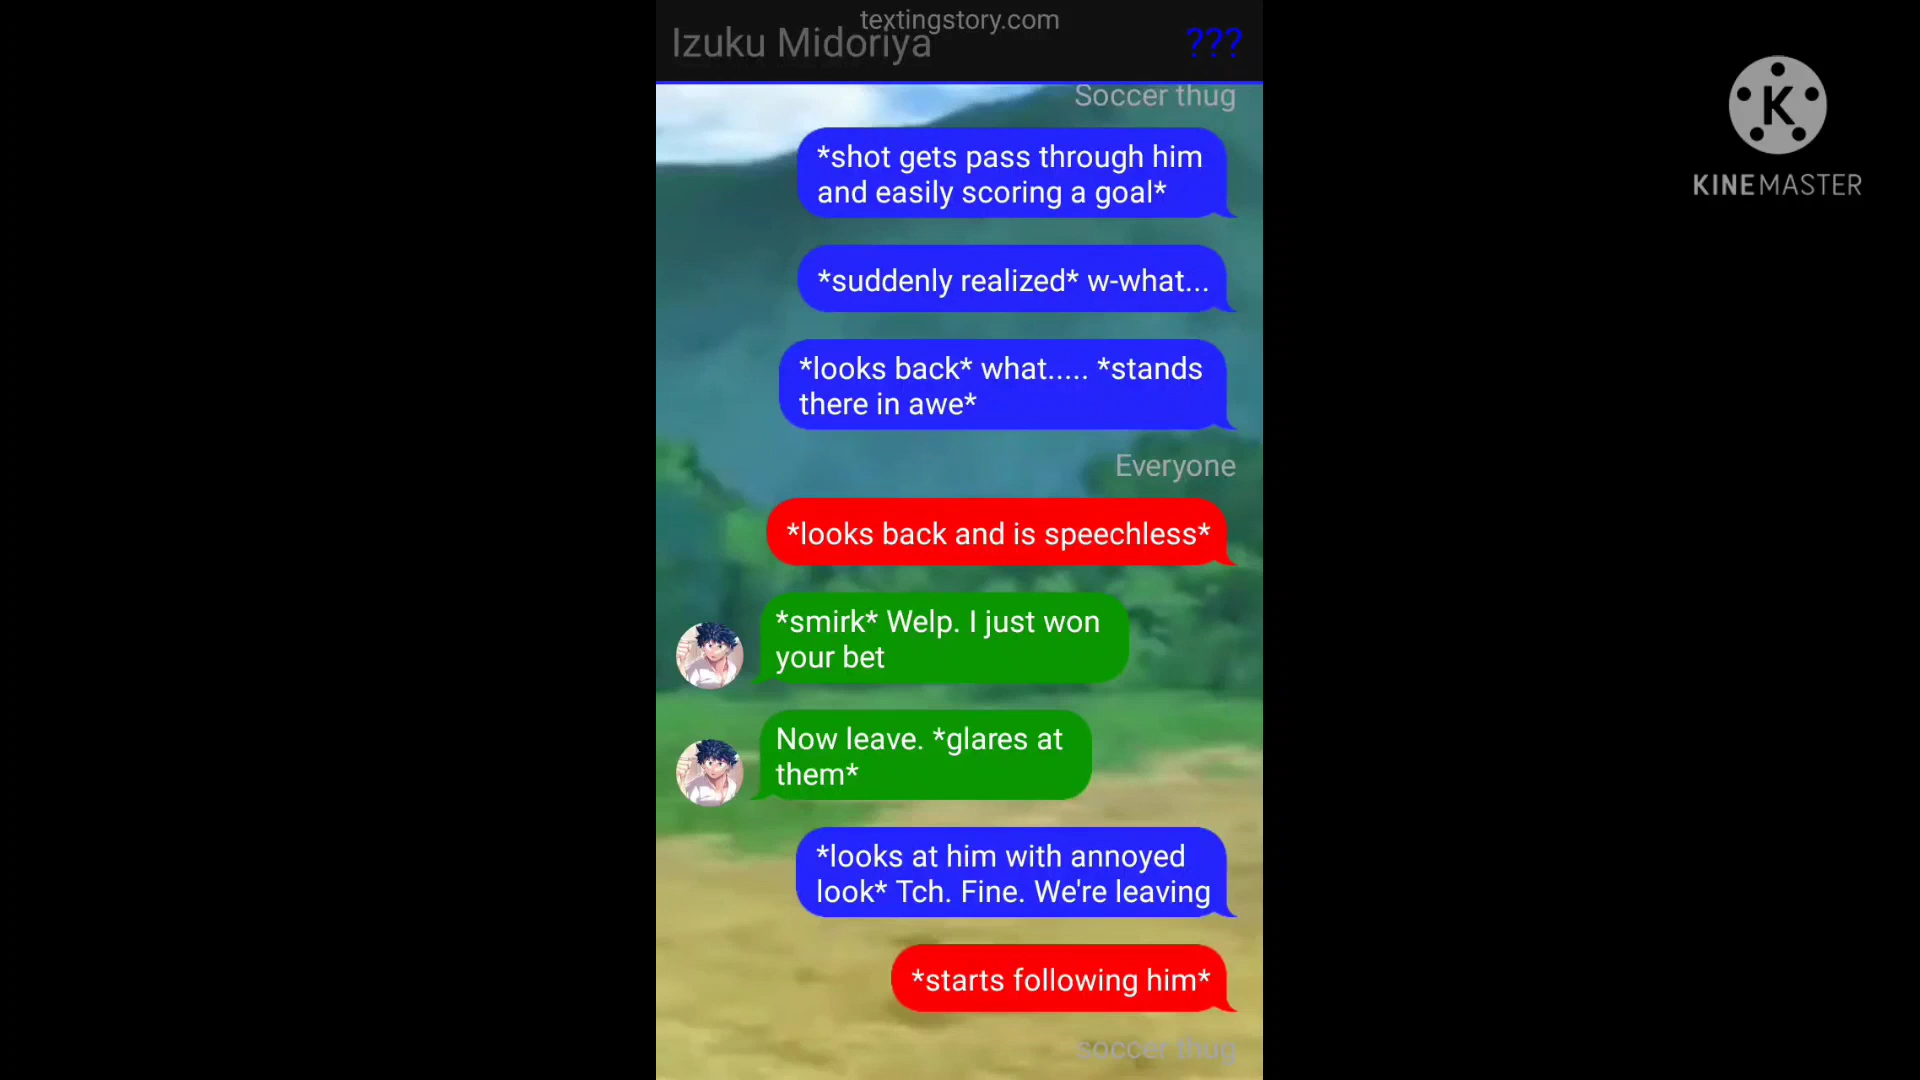 textingstory.com
Izuku Midoriya
???
Soccer thug
*shot gets pass through him
and easily scoring a goal*
*suddenly realized* w-what...
*looks back* what..... *stands
there in awe*
Everyone
*looks back and is speechless*
*smirk* Welp. I just won
your bet
Now leave. *glares at
them*
*looks at him with annoyed
look* Tch. Fine. We're leaving
*starts following him*
soccer thug
K
KINEMASTER